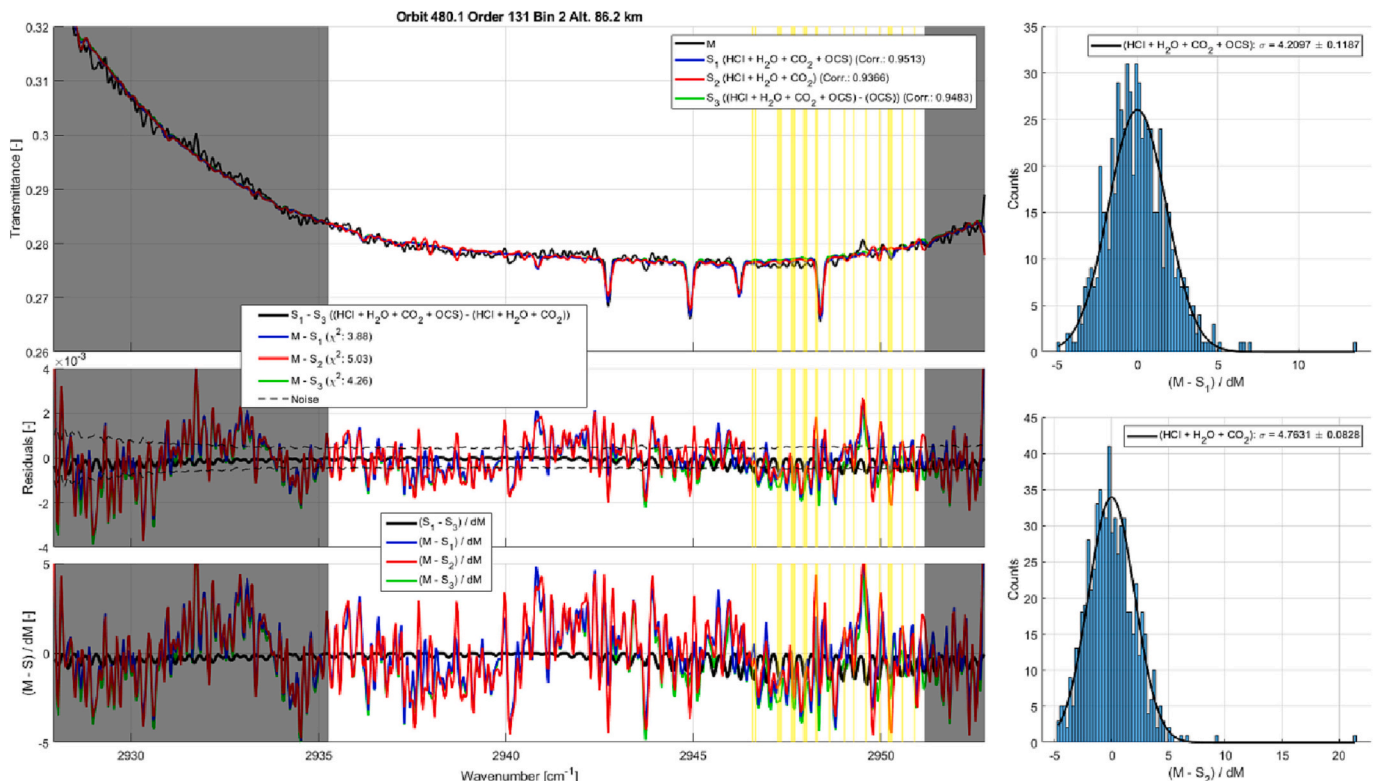 Orbit 480.1 Order 131 Bin 2 Alt. 86.2 km
0.32
0.31
0.3
0.29
0.28
0.27
0.26
Transmittance [-]
M
S1 (HCl + H2O + CO2 + OCS) (Corr.: 0.9513)
S2 (HCl + H2O + CO2) (Corr.: 0.9366)
S3 ((HCl + H2O + CO2 + OCS) - (OCS)) (Corr.: 0.9483)
×10-3
4
2
0
-2
-4
Residuals [-]
S1 - S3 ((HCl + H2O + CO2 + OCS) - (HCl + H2O + CO2))
M - S1 (χ2: 3.88)
M - S2 (χ2: 5.03)
M - S3 (χ2: 4.26)
Noise
5
0
-5
(M - S) / dM
(S1 - S3) / dM
(M - S1) / dM
(M - S2) / dM
(M - S3) / dM
2930 2935 2940 2945 2950
Wavenumber [cm-1]
(HCl + H2O + CO2 + OCS): σ = 4.2097 ± 0.1187
35
30
25
20
15
10
5
0
Counts
-5 0 5 10
(M - S1) / dM
(HCl + H2O + CO2): σ = 4.7631 ± 0.0828
45
40
35
30
25
20
15
10
5
0
Counts
-5 0 5 10 15 20
(M - S2) / dM